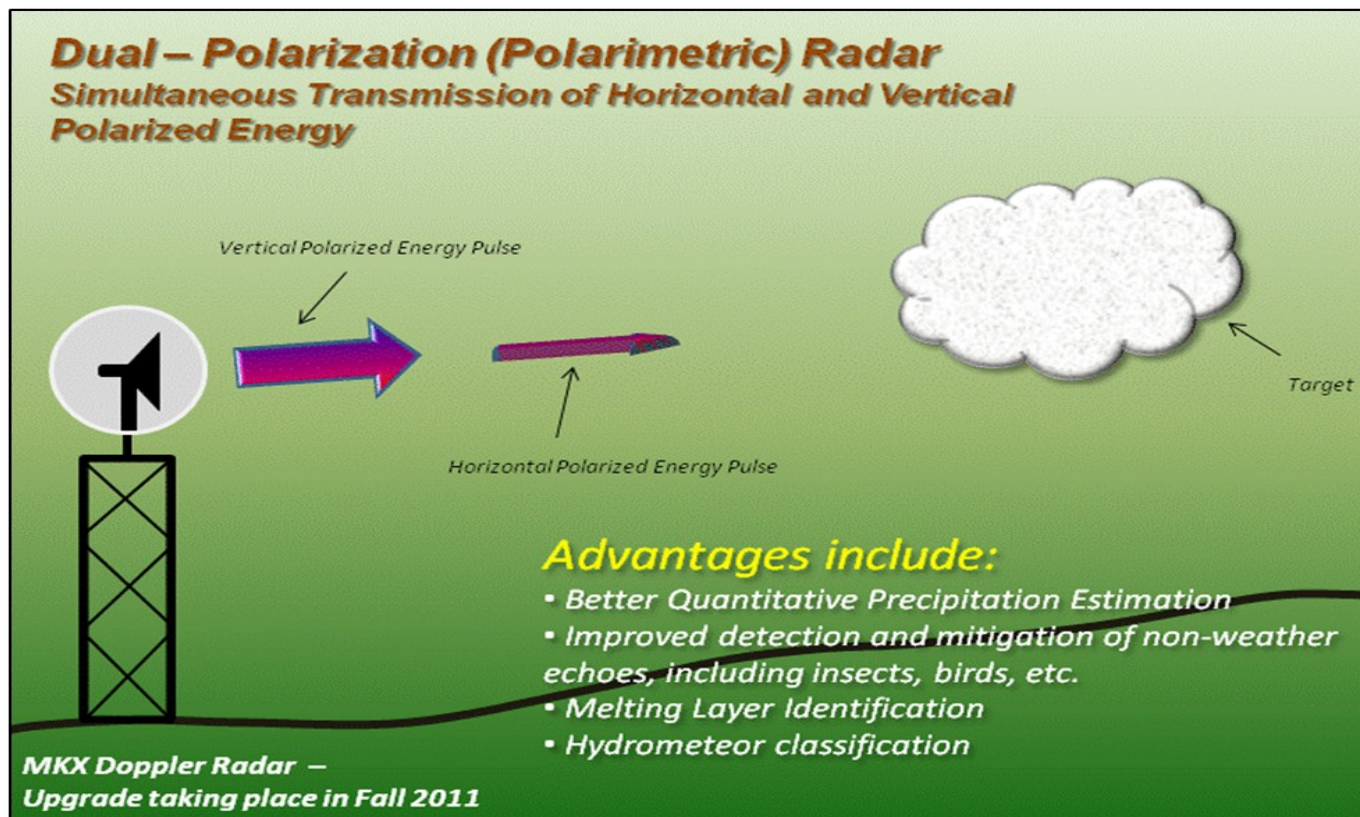 Dual – Polarization (Polarimetric) Radar
Simultaneous Transmission of Horizontal and Vertical
Polarized Energy
Vertical Polarized Energy Pulse
Target
Horizontal Polarized Energy Pulse
Advantages include:
• Better Quantitative Precipitation Estimation
• Improved detection and mitigation of non-weather
echoes, including insects, birds, etc.
• Melting Layer Identification
• Hydrometeor classification
MKX Doppler Radar –
Upgrade taking place in Fall 2011